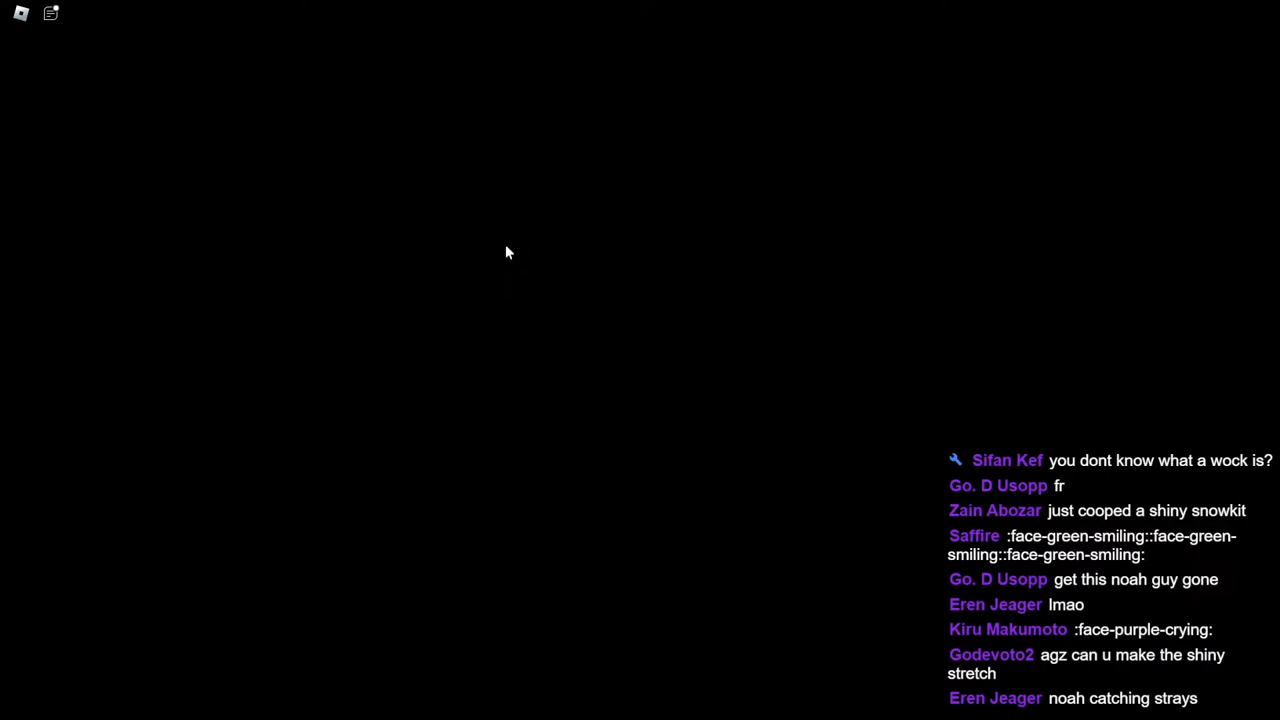 Sifan Kef you dont know what a wock is?
Go. D Usopp fr
Zain Abozar just cooped a shiny snowkit
Saffire :face-green-smiling::face-green-
smiling::face-green-smiling:
Go. D Usopp get this noah guy gone
Eren Jeager lmao
Kiru Makumoto :face-purple-crying:
Godevoto2 agz can u make the shiny
stretch
Eren Jeager noah catching strays